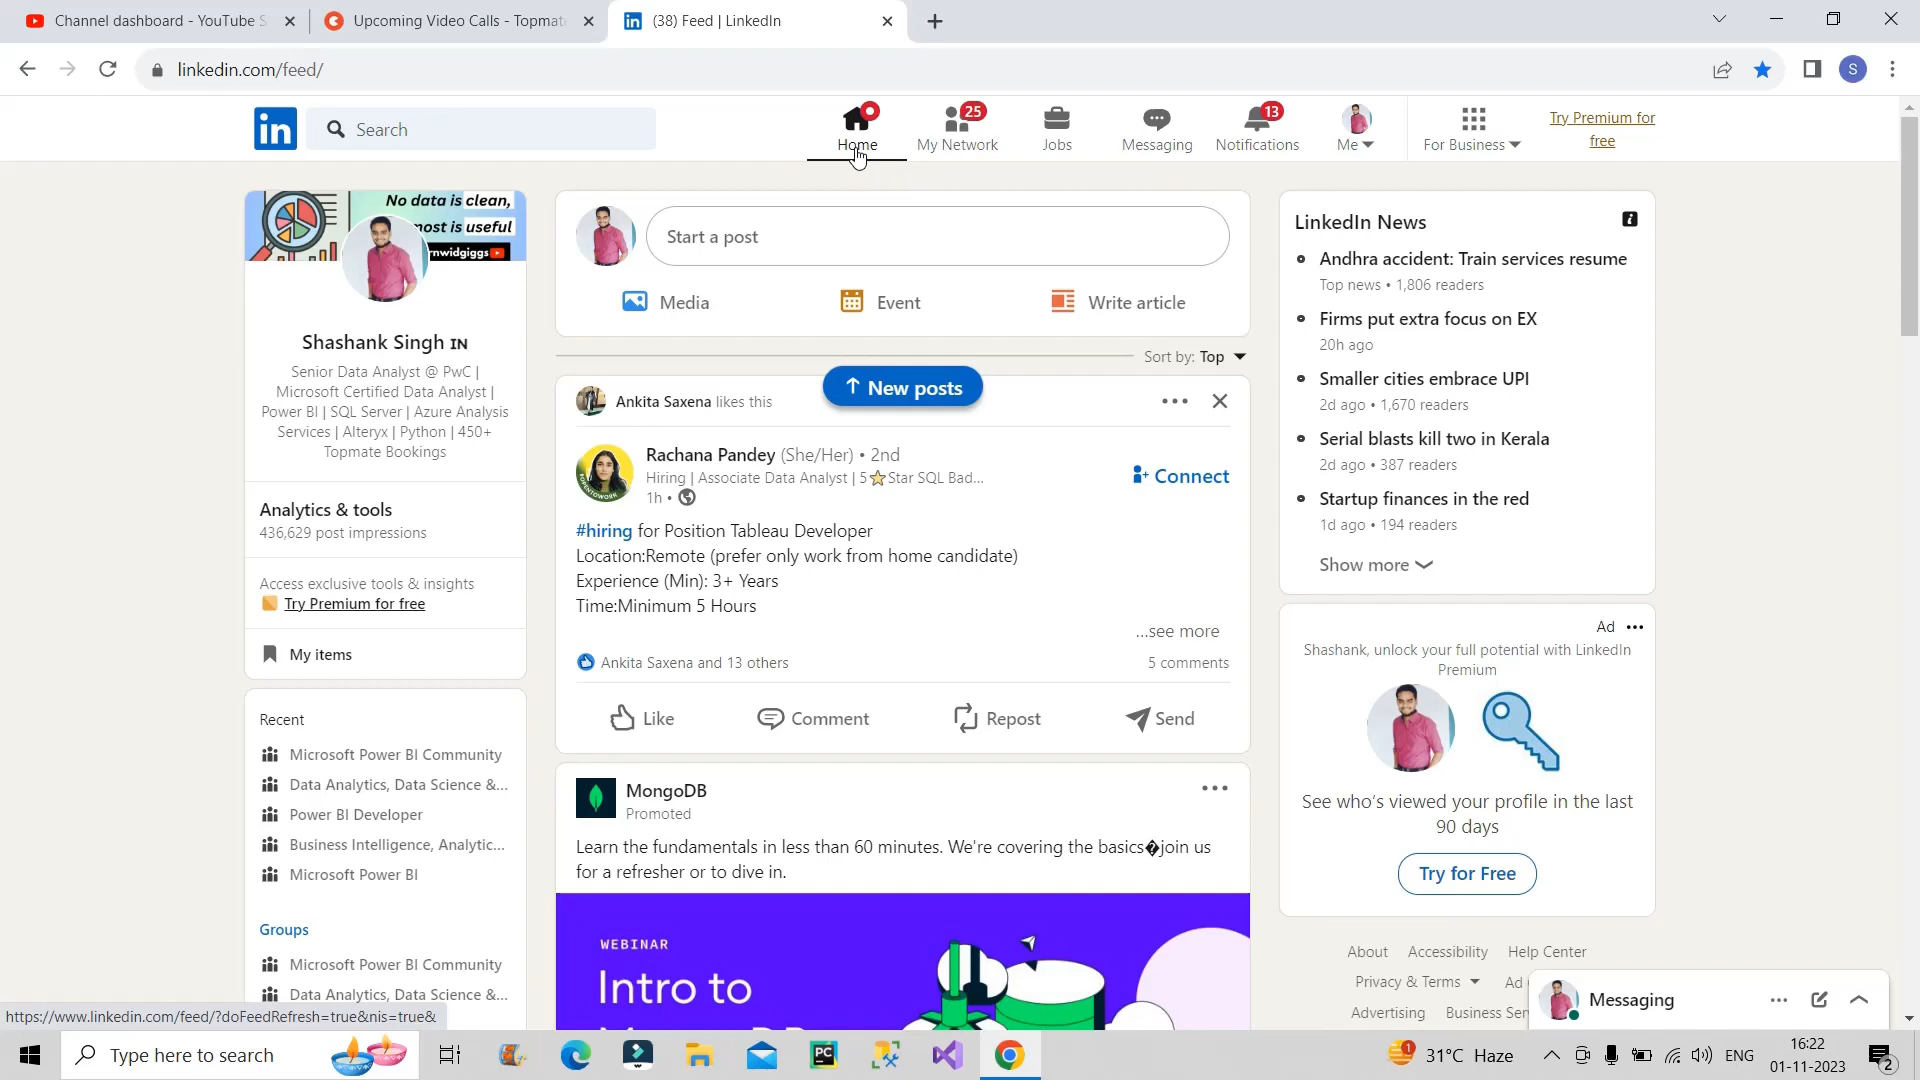 Channel dashboard - YouTube S
Upcoming Video Calls - Topmat
(38) Feed | LinkedIn
linkedin.com/feed/
S
in
Search
Home
25
My Network
Jobs
Messaging
13
Notifications
Me
For Business
Try Premium for
free
No data is clean,
most is useful
rnwidgiggs
Shashank Singh IN
Senior Data Analyst @ PwC |
Microsoft Certified Data Analyst |
Power BI | SQL Server | Azure Analysis
Services | Alteryx | Python | 450+
Topmate Bookings
Analytics & tools
436,629 post impressions
Access exclusive tools & insights
Try Premium for free
My items
Recent
Microsoft Power BI Community
Data Analytics, Data Science &...
Power BI Developer
Business Intelligence, Analytic...
Microsoft Power BI
Groups
Microsoft Power BI Community
Data Analytics, Data Science &...
https://www.linkedin.com/feed/?doFeedRefresh=true&nis=true&
Start a post
Media
Event
Write article
Sort by: Top
New posts
Ankita Saxena likes this
Rachana Pandey (She/Her) • 2nd
Hiring | Associate Data Analyst | 5⭐Star SQL Bad...
1h •
Connect
#hiring for Position Tableau Developer
Location:Remote (prefer only work from home candidate)
Experience (Min): 3+ Years
Time:Minimum 5 Hours
...see more
Ankita Saxena and 13 others
5 comments
Like
Comment
Repost
Send
MongoDB
Promoted
Learn the fundamentals in less than 60 minutes. We're covering the basics�join us
for a refresher or to dive in.
WEBINAR
Intro to
LinkedIn News
Andhra accident: Train services resume
Top news • 1,806 readers
Firms put extra focus on EX
20h ago
Smaller cities embrace UPI
2d ago • 1,670 readers
Serial blasts kill two in Kerala
2d ago • 387 readers
Startup finances in the red
1d ago • 194 readers
Show more
Ad
Shashank, unlock your full potential with LinkedIn
Premium
See who's viewed your profile in the last
90 days
Try for Free
About Accessibility Help Center
Privacy & Terms Ad
Advertising Business Ser
Messaging
Type here to search
PC
1
31°C Haze
ENG
16:22
01-11-2023
2